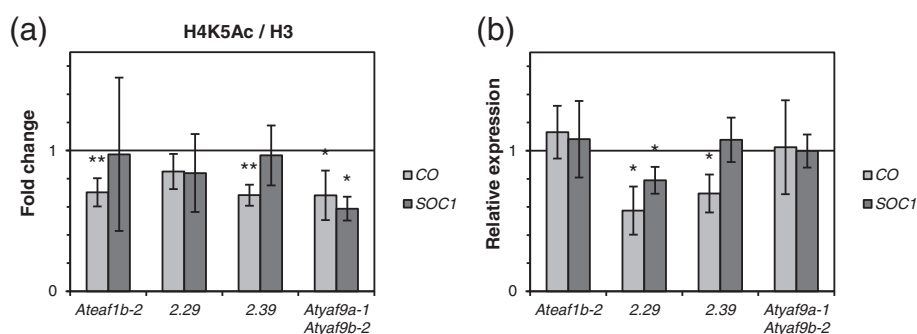 (a)
H4K5Ac / H3
Fold change
1
0
**
**
*
*
CO
SOC1
Ateaf1b-2
2.29
2.39
Atyaf9a-1
Atyaf9b-2
(b)
Relative expression
1
0
*
*
*
CO
SOC1
Ateaf1b-2
2.29
2.39
Atyaf9a-1
Atyaf9b-2